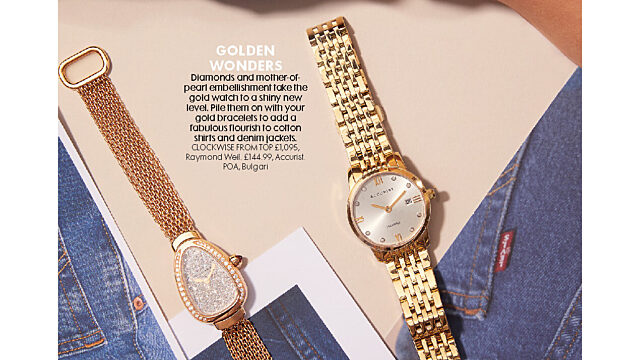 GOLDEN
WONDERS
Diamonds and mother-of-
pearl embellishment take the
gold watch to a shiny new
level. Pile them on with your
gold bracelets to add a
fabulous flourish to cotton
shirts and denim jackets.
CLOCKWISE FROM TOP £1,095,
Raymond Weil. £144.99, Accurist.
POA, Bulgari
ACCURIST